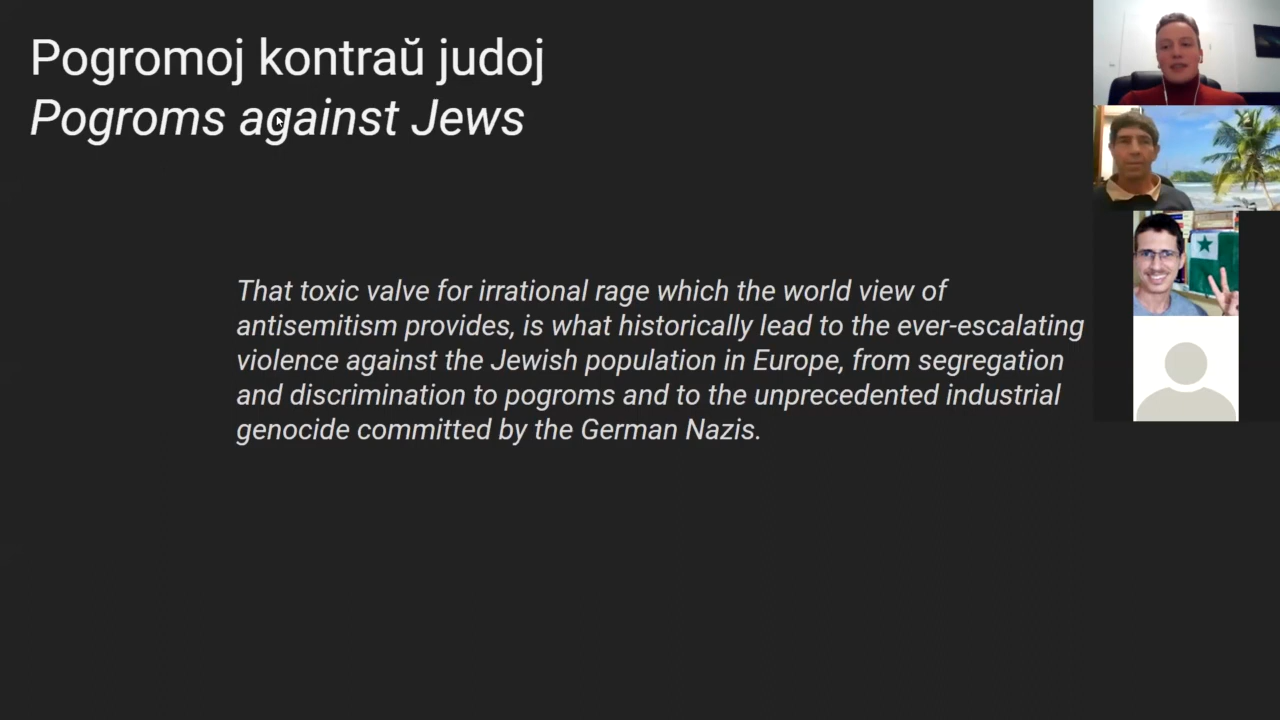 Pogromoj kontraŭ judoj
Pogroms against Jews
That toxic valve for irrational rage which the world view of
antisemitism provides, is what historically lead to the ever-escalating
violence against the Jewish population in Europe, from segregation
and discrimination to pogroms and to the unprecedented industrial
genocide committed by the German Nazis.